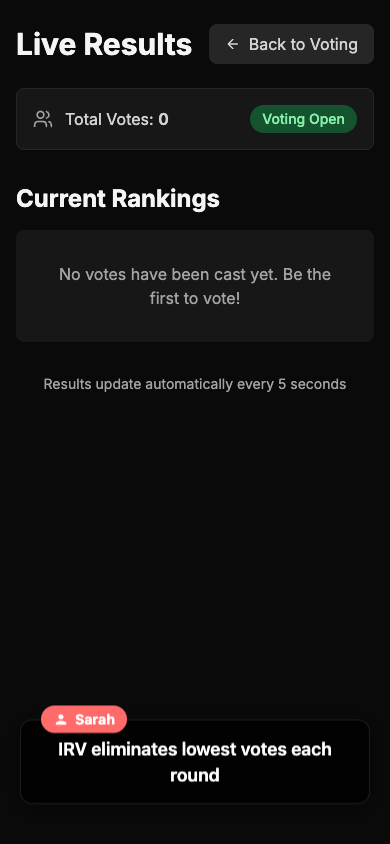 Live Results
Back to Voting
Total Votes: 0
Voting Open
Current Rankings
No votes have been cast yet. Be the
first to vote!
Results update automatically every 5 seconds
Sarah
IRV eliminates lowest votes each
round